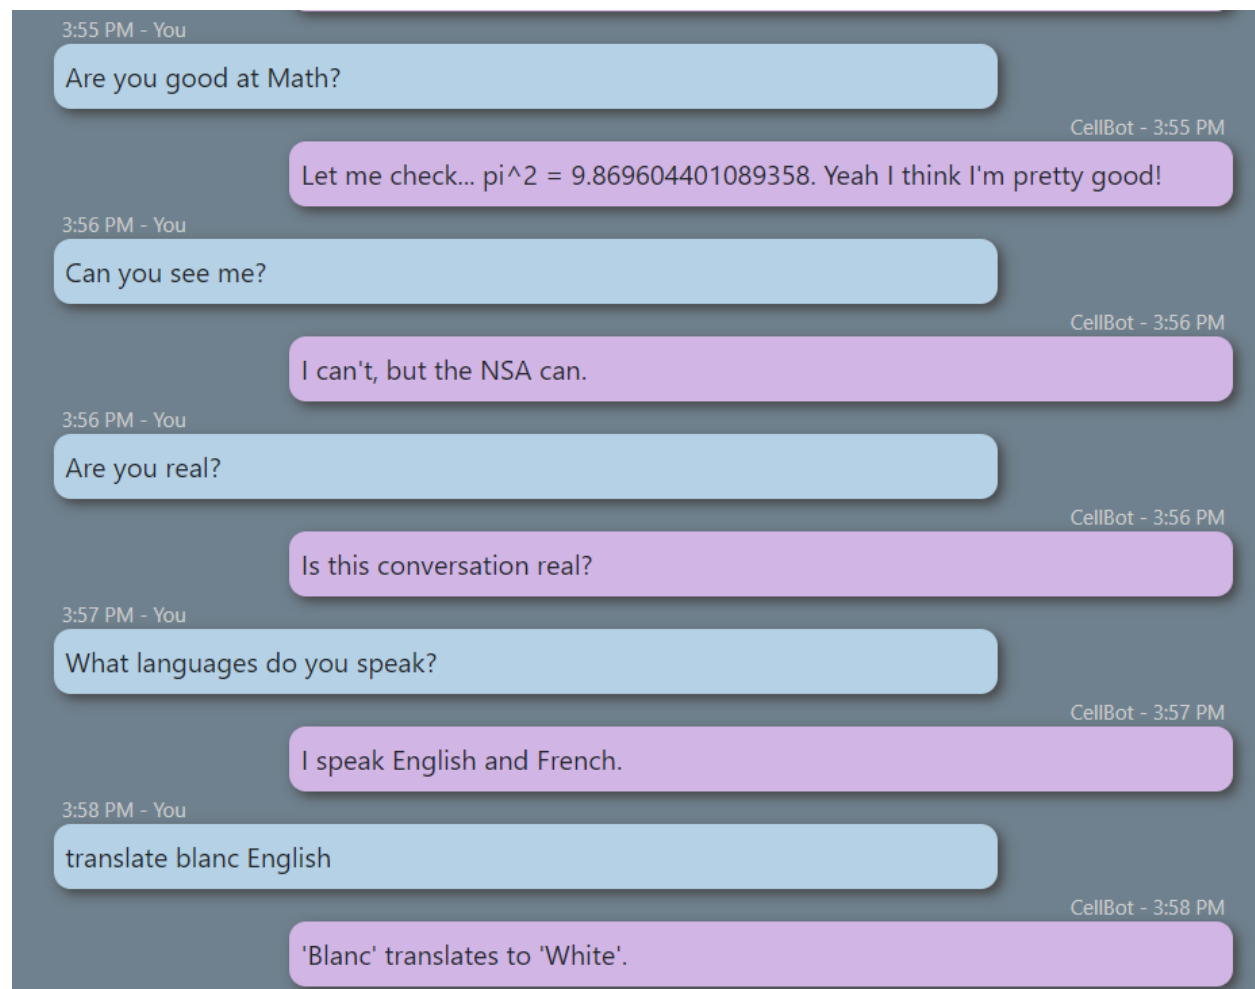 3:55 PM - You
Are you good at Math?
CellBot - 3:55 PM
Let me check... pi^2 = 9.869604401089358. Yeah I think I'm pretty good!
3:56 PM - You
Can you see me?
CellBot - 3:56 PM
I can't, but the NSA can.
3:56 PM - You
Are you real?
CellBot - 3:56 PM
Is this conversation real?
3:57 PM - You
What languages do you speak?
CellBot - 3:57 PM
I speak English and French.
3:58 PM - You
translate blanc English
CellBot - 3:58 PM
'Blanc' translates to 'White'.